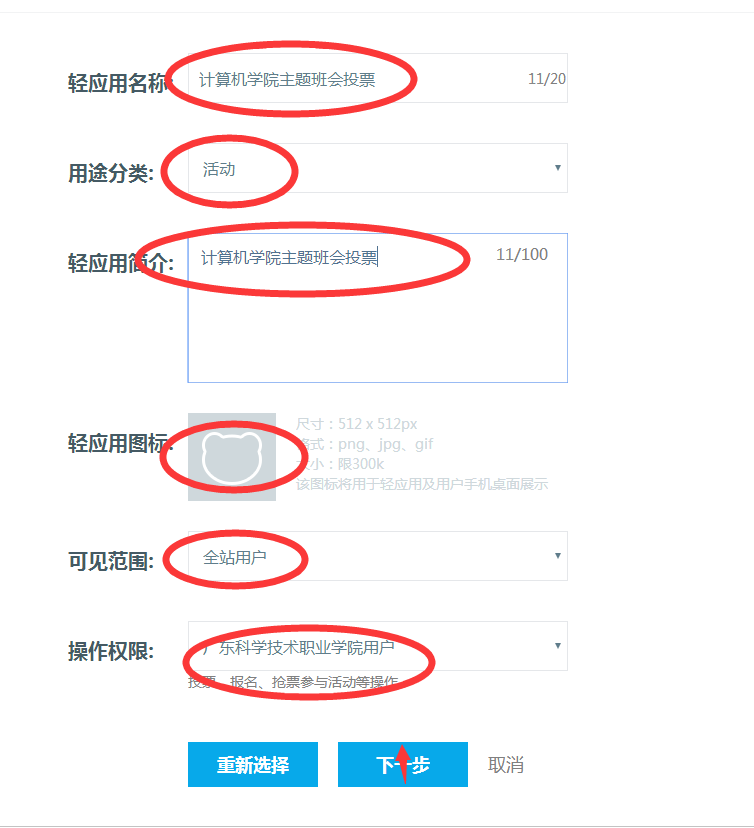 轻应用名称:
计算机学院主题班会投票
11/20
用途分类:
活动
轻应用简介:
计算机学院主题班会投票
11/100
轻应用图标:
尺寸：512 x 512px
格式：png、jpg、gif
大小：限300k
该图标将用于轻应用及用户手机桌面展示
可见范围:
全站用户
操作权限:
广东科学技术职业学院用户
投票、报名、抢票参与活动等操作
重新选择
下一步
取消